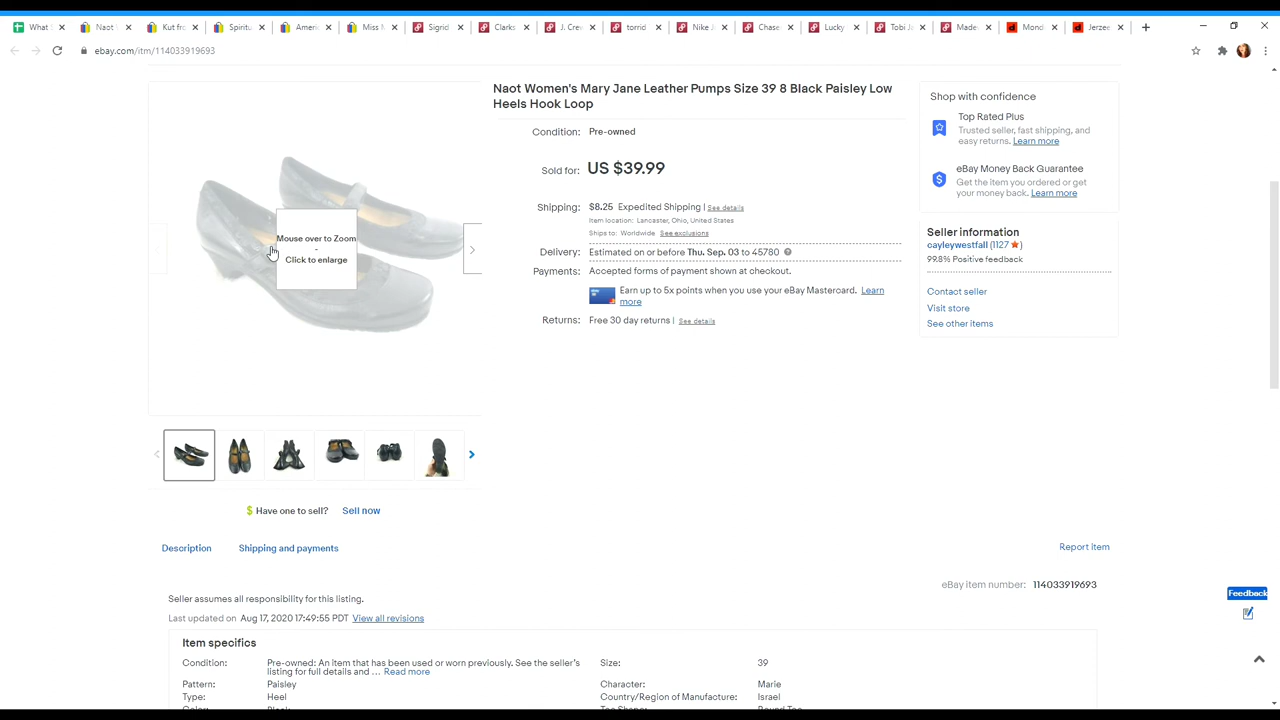 What
Naot
Kut fro
Spiritu
Ameri
Miss M
Sigrid
Clarks
J. Crew
torrid
Nike J
Chase
Lucky
Tobi J
Made
Mond
Jerzee
ebay.com/itm/114033919693
Mouse over to Zoom
-
Click to enlarge
Have one to sell?
Sell now
Naot Women's Mary Jane Leather Pumps Size 39 8 Black Paisley Low
Heels Hook Loop
Condition: Pre-owned
Sold for: US $39.99
Shipping: $8.25 Expedited Shipping | See details
Item location: Lancaster, Ohio, United States
Ships to: Worldwide See exclusions
Delivery: Estimated on or before Thu. Sep. 03 to 45780
Payments: Accepted forms of payment shown at checkout.
Earn up to 5x points when you use your eBay Mastercard. Learn
more
Returns: Free 30 day returns | See details
Shop with confidence
Top Rated Plus
Trusted seller, fast shipping, and
easy returns. Learn more
eBay Money Back Guarantee
Get the item you ordered or get
your money back. Learn more
Seller information
cayleywestfall (1127)
99.8% Positive feedback
Contact seller
Visit store
See other items
Description
Shipping and payments
Report item
eBay item number: 114033919693
Seller assumes all responsibility for this listing.
Last updated on Aug 17, 2020 17:49:55 PDT View all revisions
Feedback
Item specifics
Condition: Pre-owned: An item that has been used or worn previously. See the seller's
listing for full details and ... Read more
Size: 39
Pattern: Paisley
Character: Marie
Type: Heel
Country/Region of Manufacture: Israel